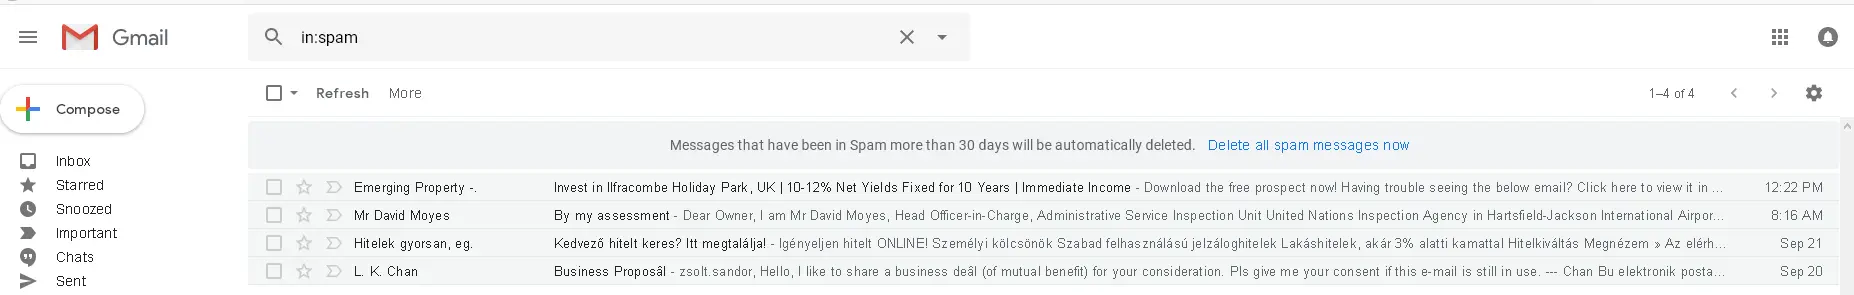 Gmail
in:spam
Compose
Refresh More 1–4 of 4
Messages that have been in Spam more than 30 days will be automatically deleted. Delete all spam messages now
Inbox
Starred
Snoozed
Important
Chats
Sent
Emerging Property -. Invest in Ilfracombe Holiday Park, UK | 10-12% Net Yields Fixed for 10 Years | Immediate Income - Download the free prospect now! Having trouble seeing the below email? Click here to view it in ... 12:22 PM
Mr David Moyes By my assessment - Dear Owner, I am Mr David Moyes, Head Officer-in-Charge, Administrative Service Inspection Unit United Nations Inspection Agency in Hartsfield-Jackson International Airpor... 8:16 AM
Hitelek gyorsan, eg. Kedvező hitelt keres? Itt megtalálja! - Igényeljen hitelt ONLINE! Személyi kölcsönök Szabad felhasználású jelzáloghitelek Lakáshitelek, akár 3% alatti kamattal Hitelkiváltás Megnézem » Az elérh... Sep 21
L. K. Chan Business Proposâl - zsolt.sandor, Hello, I like to share a business deâl (of mutual benefit) for your consideration. Pls give me your consent if this e-mail is still in use. --- Chan Bu elektronik posta... Sep 20